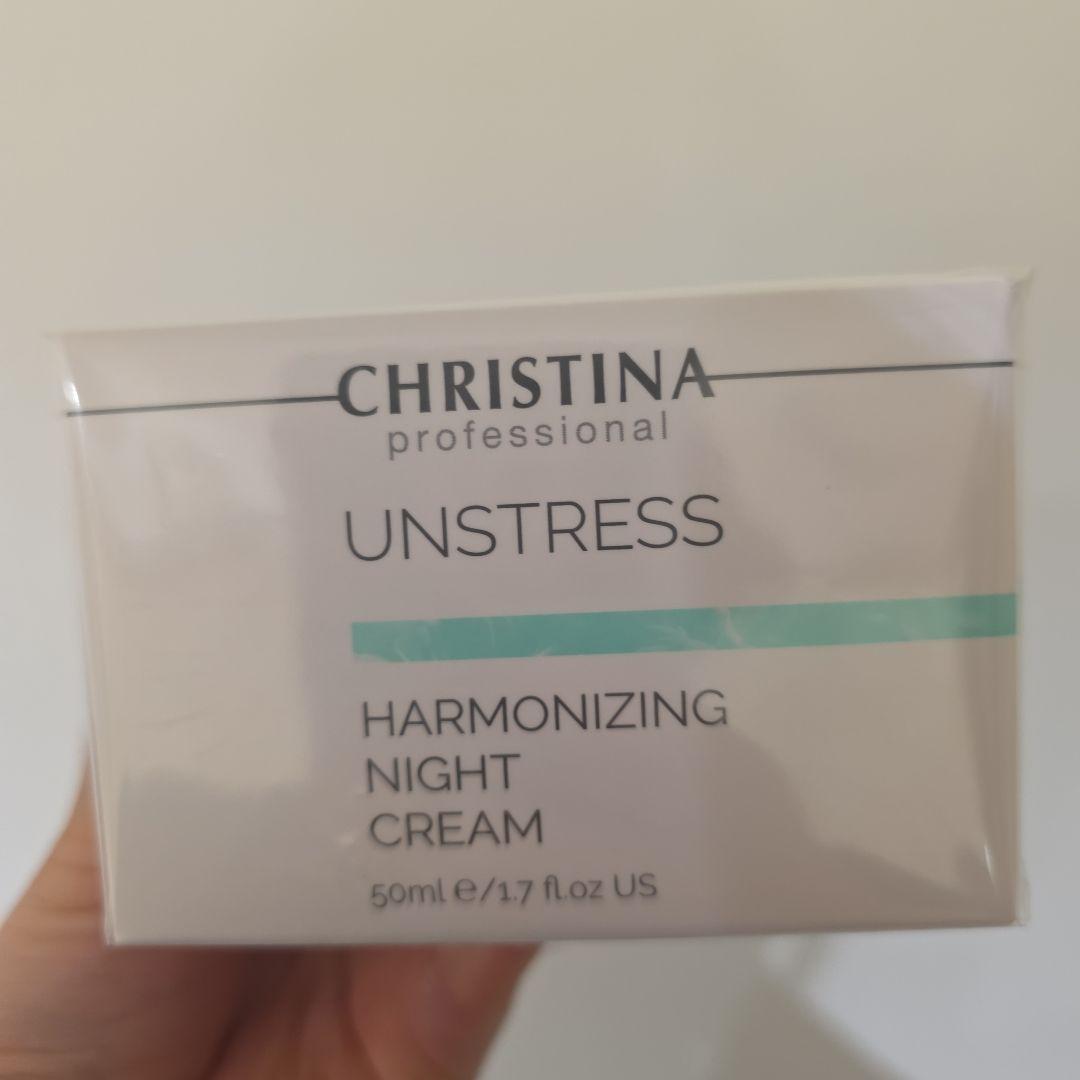 CHRISTINA
professional
UNSTRESS
HARMONIZING
NIGHT
CREAM
50ml ℮/1.7 fl.oz US